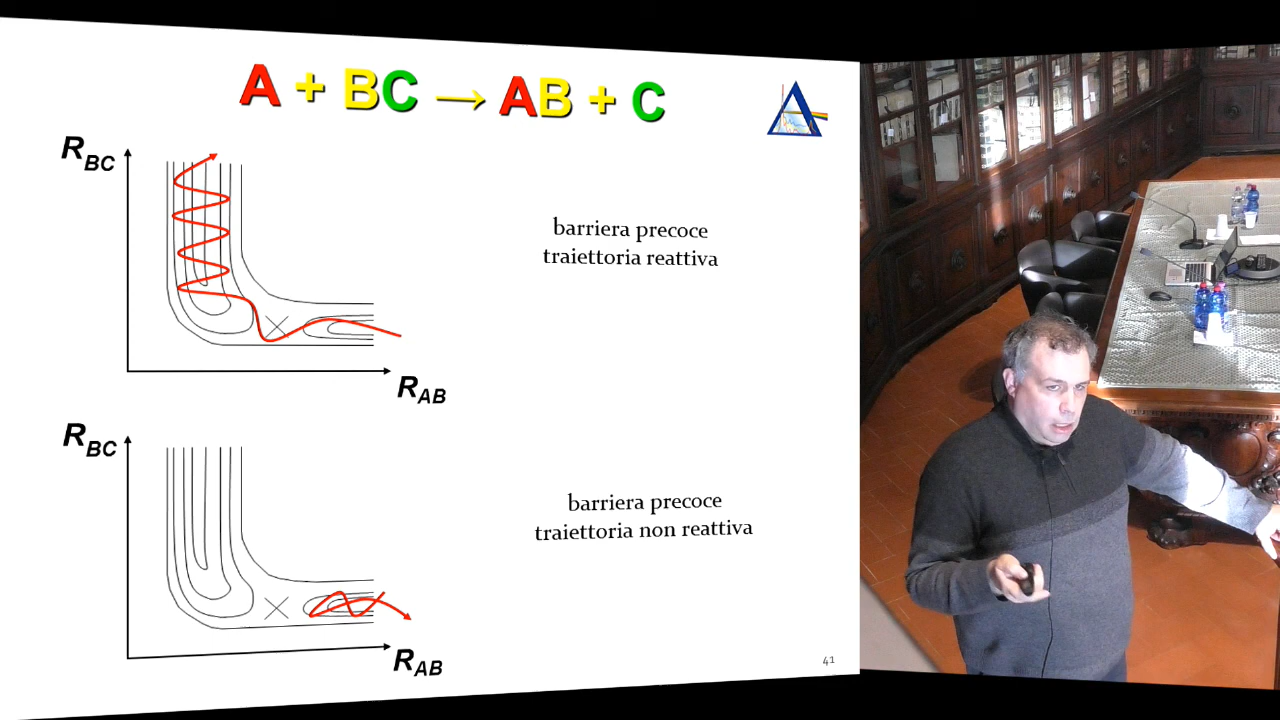 A + BC → AB + C
R_BC
barriera precoce
traiettoria reattiva
R_AB
R_BC
barriera precoce
traiettoria non reattiva
R_AB
41